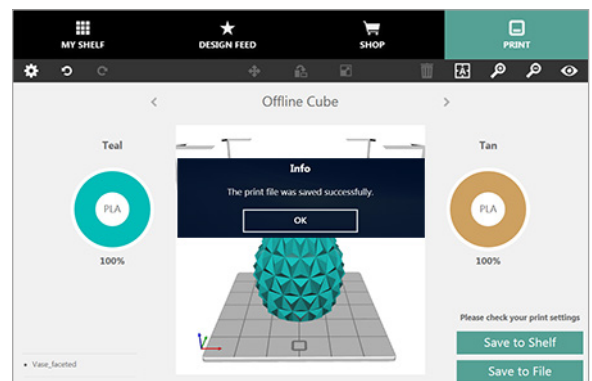 MY SHELF
DESIGN FEED
SHOP
PRINT
A
Offline Cube
Teal
Tan
PLA
PLA
100%
100%
Info
The print file was saved successfully.
OK
Please check your print settings
Save to Shelf
Save to File
• Vase_faceted